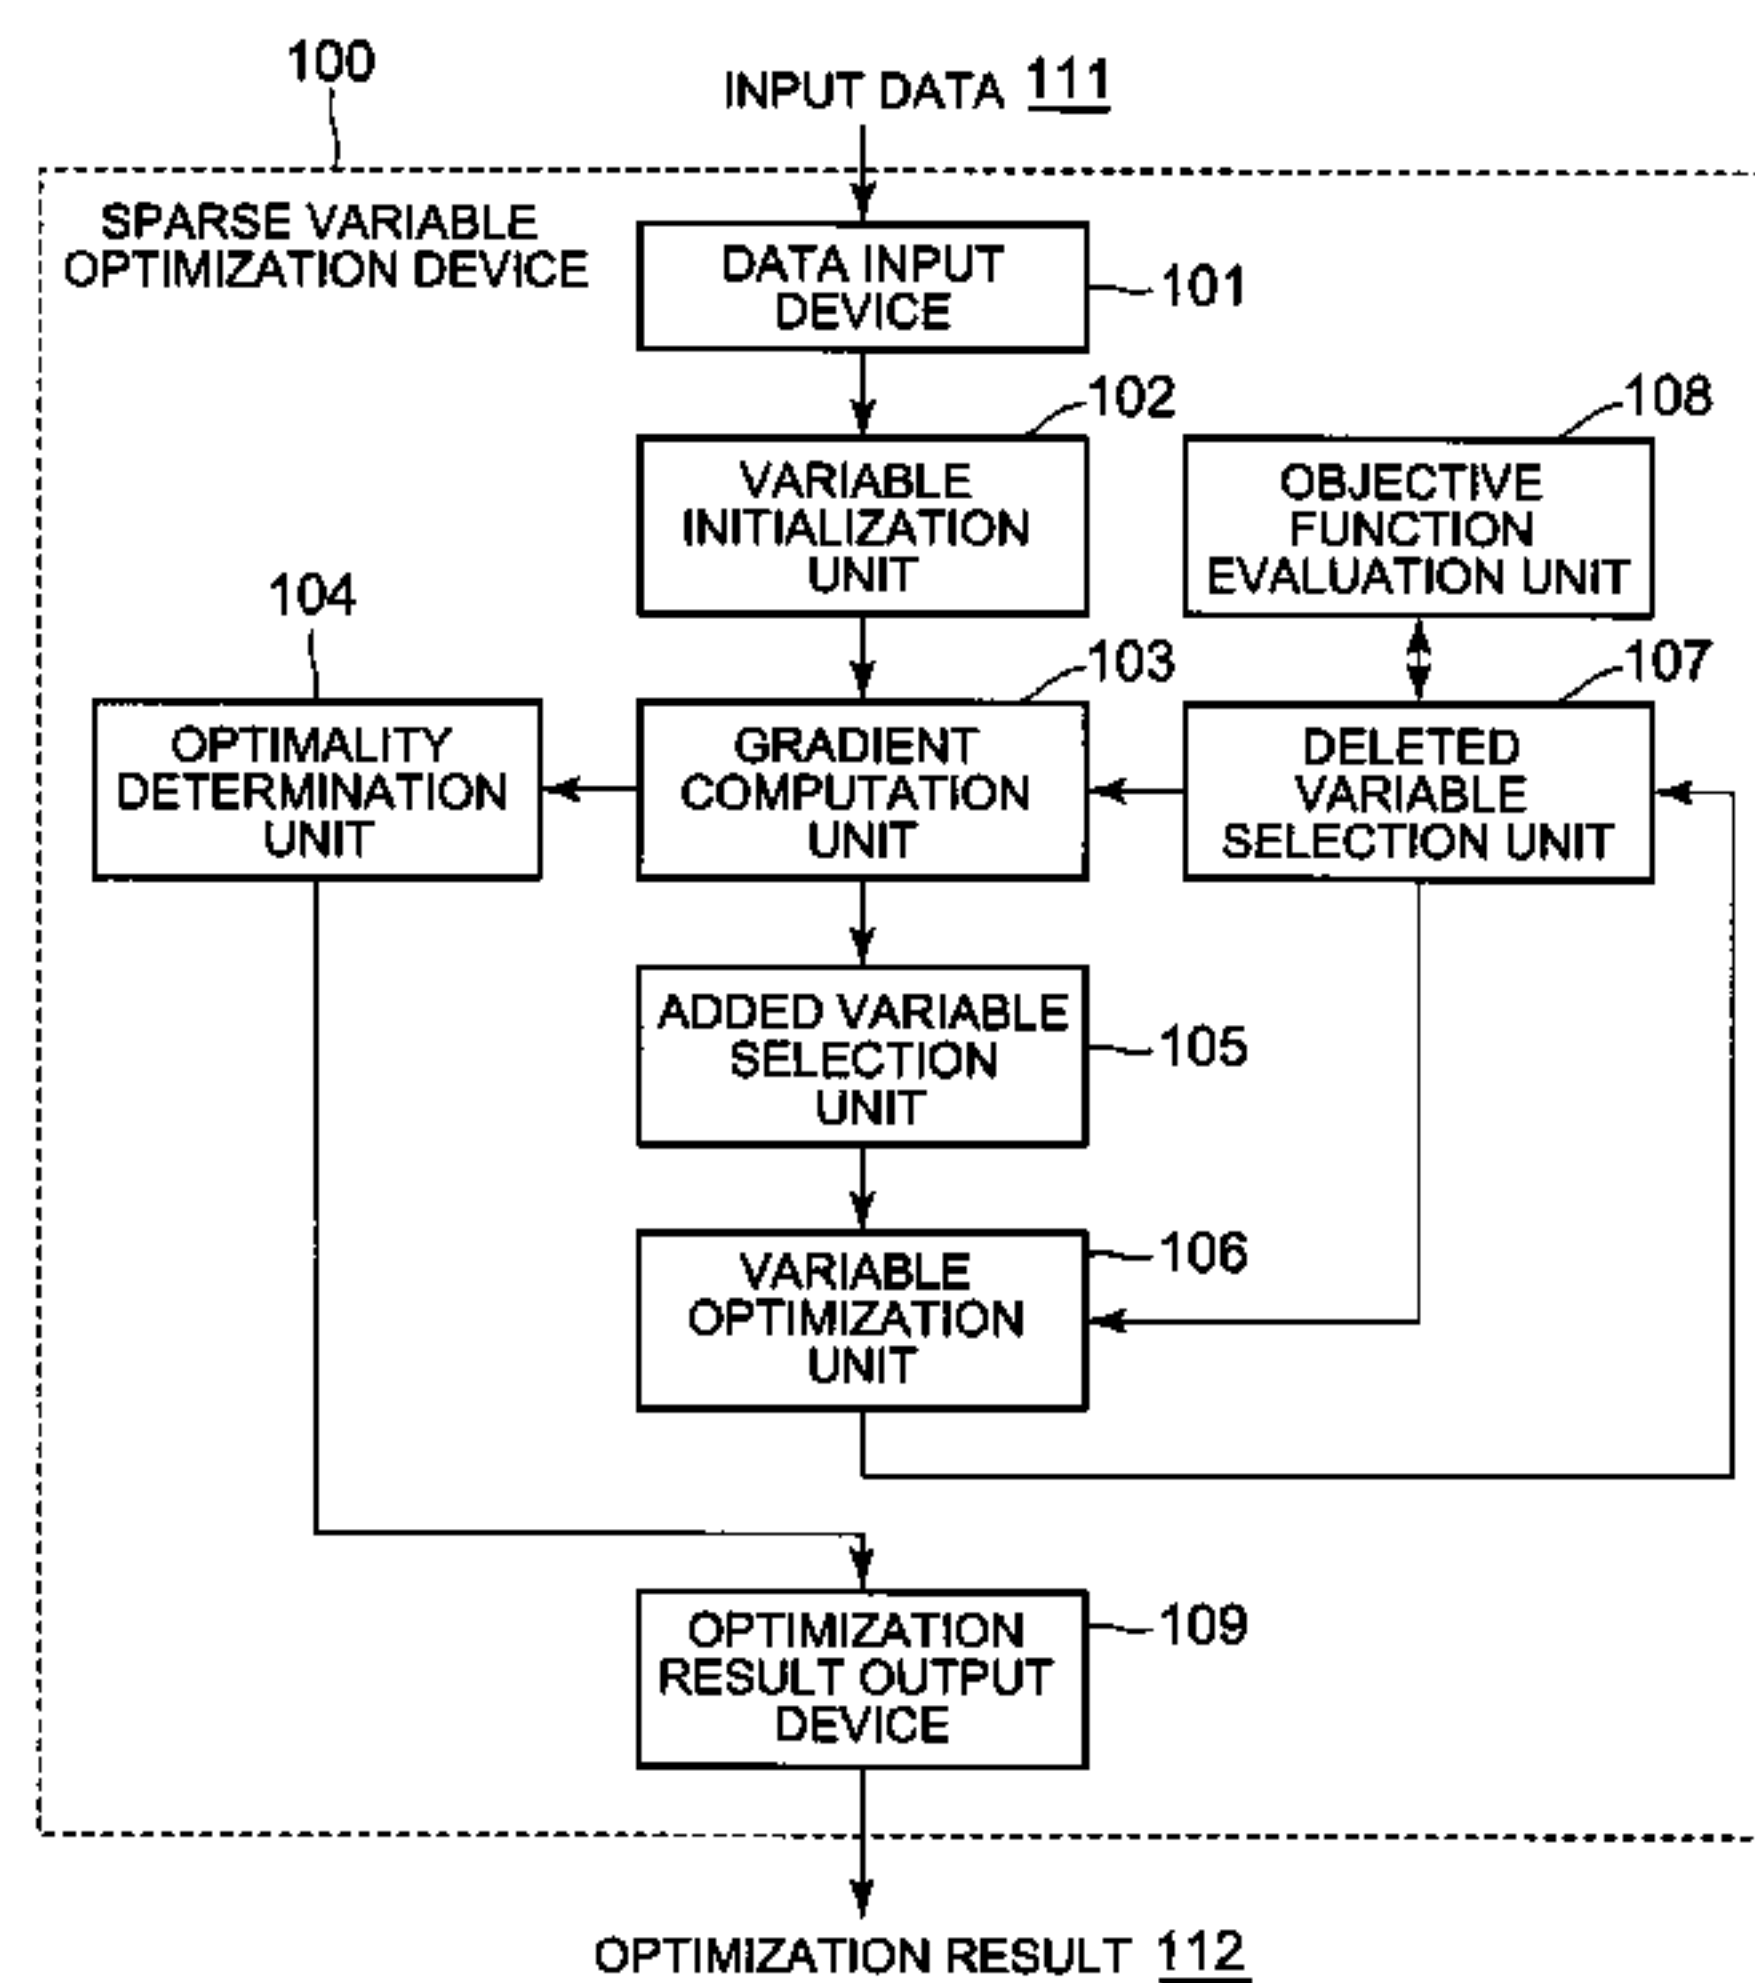 100
INPUT DATA 111
SPARSE VARIABLE
OPTIMIZATION DEVICE
DATA INPUT
DEVICE
101
102
VARIABLE
INITIALIZATION
UNIT
108
OBJECTIVE
FUNCTION
EVALUATION UNIT
104
OPTIMALITY
DETERMINATION
UNIT
103
GRADIENT
COMPUTATION
UNIT
107
DELETED
VARIABLE
SELECTION UNIT
ADDED VARIABLE
SELECTION
UNIT
105
VARIABLE
OPTIMIZATION
UNIT
106
OPTIMIZATION
RESULT OUTPUT
DEVICE
109
OPTIMIZATION RESULT 112